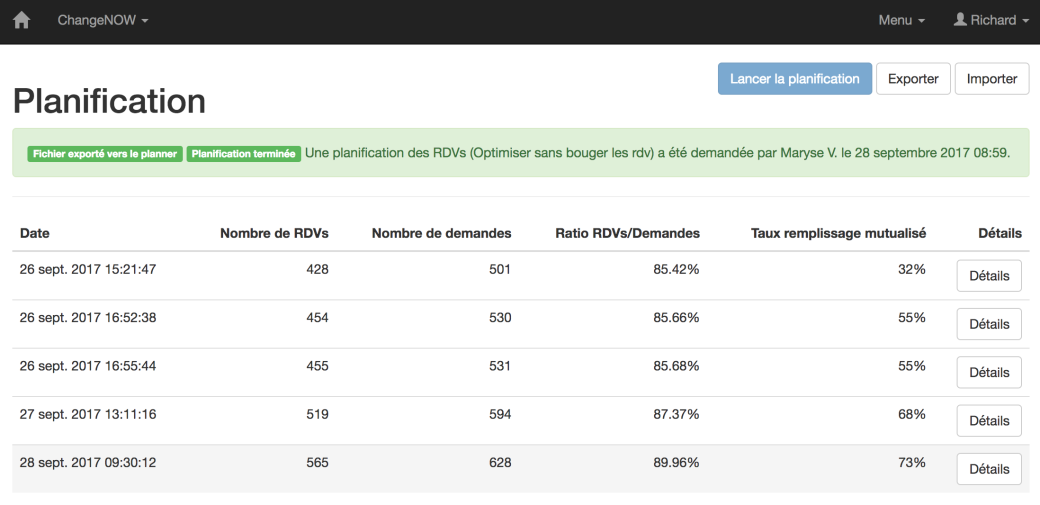 ChangeNOW Menu Richard
Lancer la planification Exporter Importer
Planification
Fichier exporté vers le planner Planification terminée Une planification des RDVs (Optimiser sans bouger les rdv) a été demandée par Maryse V. le 28 septembre 2017 08:59.
Date Nombre de RDVs Nombre de demandes Ratio RDVs/Demandes Taux remplissage mutualisé Détails
26 sept. 2017 15:21:47 428 501 85.42% 32% Détails
26 sept. 2017 16:52:38 454 530 85.66% 55% Détails
26 sept. 2017 16:55:44 455 531 85.68% 55% Détails
27 sept. 2017 13:11:16 519 594 87.37% 68% Détails
28 sept. 2017 09:30:12 565 628 89.96% 73% Détails